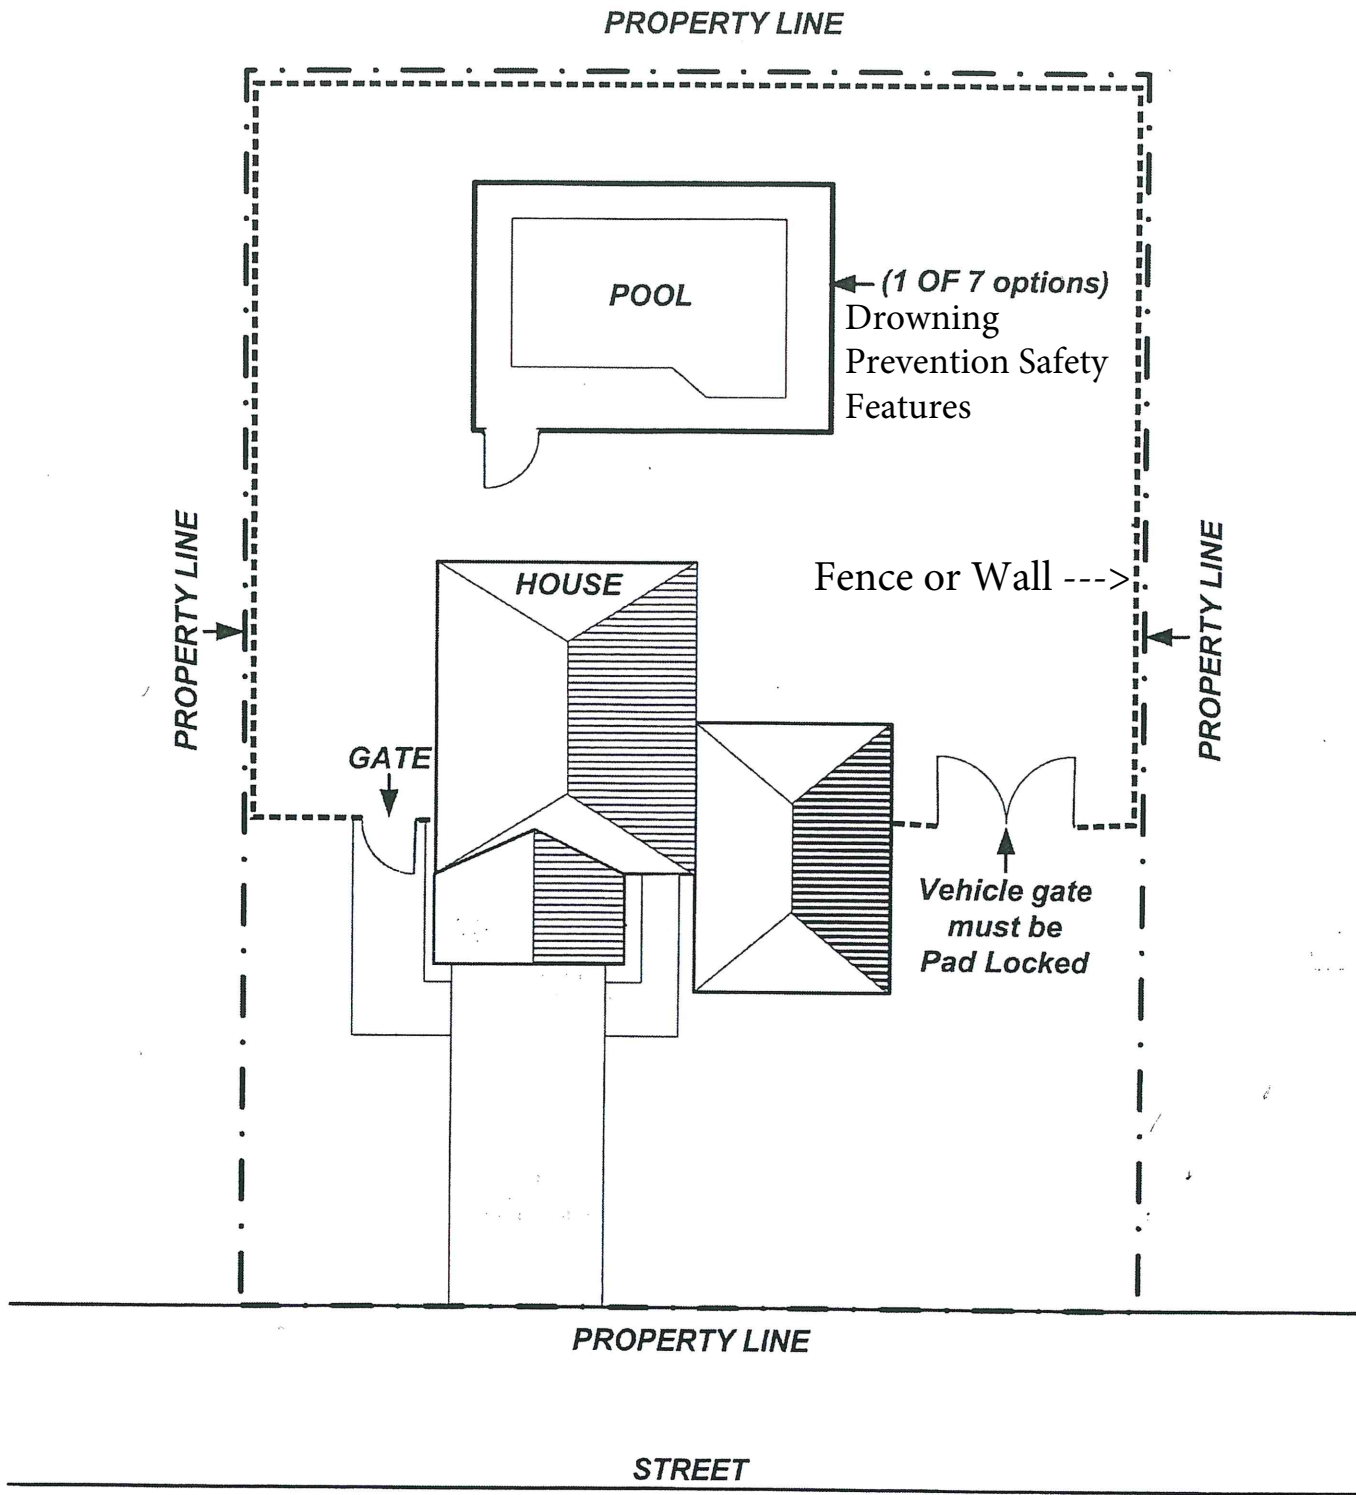 PROPERTY LINE
POOL
(1 OF 7 options)
Drowning
Prevention Safety
Features
PROPERTY LINE
HOUSE
Fence or Wall --->
PROPERTY LINE
GATE
Vehicle gate
must be
Pad Locked
PROPERTY LINE
STREET